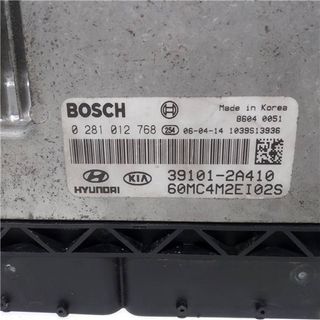 BOSCH
Made in Korea
8604 0051
0 281 012 768 254 06-04-14 1039S13936
HYUNDAI KIA 39101-2A410
60MC4M2EI02S